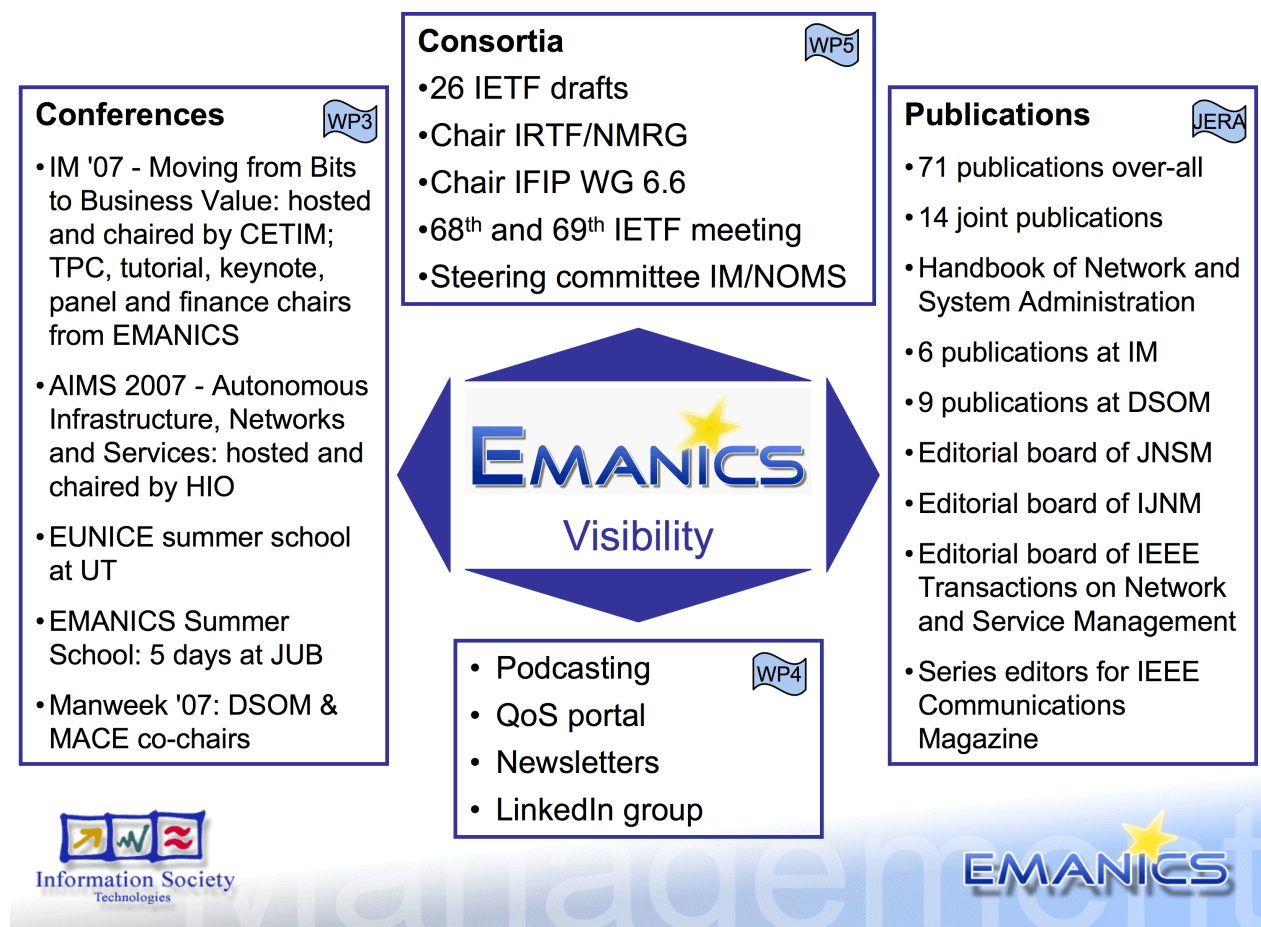 Consortia
WP5
•26 IETF drafts
•Chair IRTF/NMRG
•Chair IFIP WG 6.6
•68th and 69th IETF meeting
•Steering committee IM/NOMS
Conferences
WP3
•IM '07 - Moving from Bits
to Business Value: hosted
and chaired by CETIM;
TPC, tutorial, keynote,
panel and finance chairs
from EMANICS
•AIMS 2007 - Autonomous
Infrastructure, Networks
and Services: hosted and
chaired by HIO
•EUNICE summer school
at UT
•EMANICS Summer
School: 5 days at JUB
•Manweek '07: DSOM &
MACE co-chairs
EMANICS
Visibility
Publications
JERA
•71 publications over-all
•14 joint publications
•Handbook of Network and
System Administration
•6 publications at IM
•9 publications at DSOM
•Editorial board of JNSM
•Editorial board of IJNM
•Editorial board of IEEE
Transactions on Network
and Service Management
•Series editors for IEEE
Communications
Magazine
• Podcasting
WP4
• QoS portal
• Newsletters
• LinkedIn group
Information Society
Technologies
Management
EMANICS